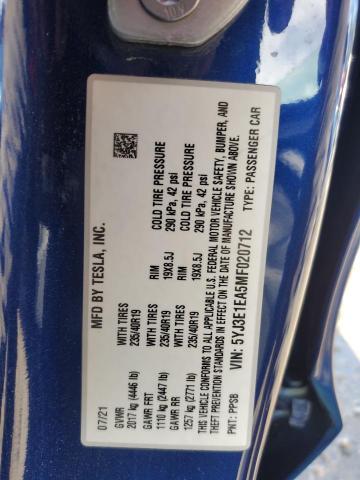 MFD BY TESLA, INC.
07/21
GVWR
2017 kg (4446 lb)
GAWR FRT WITH TIRES RIM COLD TIRE PRESSURE
1110 kg (2447 lb) 235/40R19 19X8.5J 290 kPa, 42 psi
GAWR RR WITH TIRES RIM COLD TIRE PRESSURE
1257 kg (2771 lb) 235/40R19 19X8.5J 290 kPa, 42 psi
THIS VEHICLE CONFORMS TO ALL APPLICABLE U.S. FEDERAL MOTOR VEHICLE SAFETY, BUMPER, AND
THEFT PREVENTION STANDARDS IN EFFECT ON THE DATE OF MANUFACTURE SHOWN ABOVE.
VIN: 5YJ3E1EA5MF020712 TYPE: PASSENGER CAR
PNT: PPSB